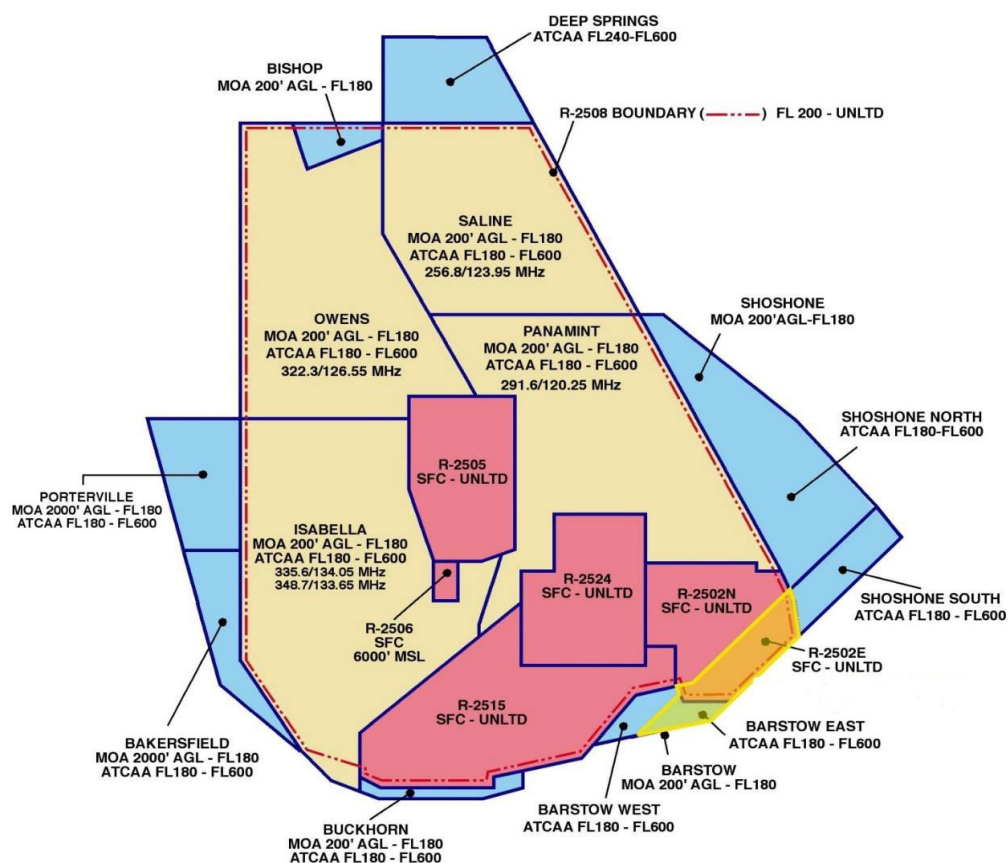 DEEP SPRINGS
ATCAA FL240-FL600
BISHOP
MOA 200' AGL - FL180
R-2508 BOUNDARY ( ) FL 200 - UNLTD
SALINE
MOA 200' AGL - FL180
ATCAA FL180 - FL600
256.8/123.95 MHz
SHOSHONE
MOA 200'AGL-FL180
OWENS
MOA 200' AGL - FL180
ATCAA FL180 - FL600
322.3/126.55 MHz
PANAMINT
MOA 200' AGL - FL180
ATCAA FL180 - FL600
291.6/120.25 MHz
SHOSHONE NORTH
ATCAA FL180-FL600
R-2505
SFC - UNLTD
PORTERVILLE
MOA 2000' AGL - FL180
ATCAA FL180 - FL600
ISABELLA
MOA 200' AGL - FL180
ATCAA FL180 - FL600
335.6/134.05 MHz
348.7/133.65 MHz
R-2524
SFC - UNLTD
R-2502N
SFC - UNLTD
SHOSHONE SOUTH
ATCAA FL180 - FL600
R-2506
SFC
6000' MSL
R-2502E
SFC - UNLTD
R-2515
SFC - UNLTD
BARSTOW EAST
ATCAA FL180 - FL600
BAKERSFIELD
MOA 2000' AGL - FL180
ATCAA FL180 - FL600
BARSTOW
MOA 200' AGL - FL180
BARSTOW WEST
ATCAA FL180 - FL600
BUCKHORN
MOA 200' AGL - FL180
ATCAA FL180 - FL600